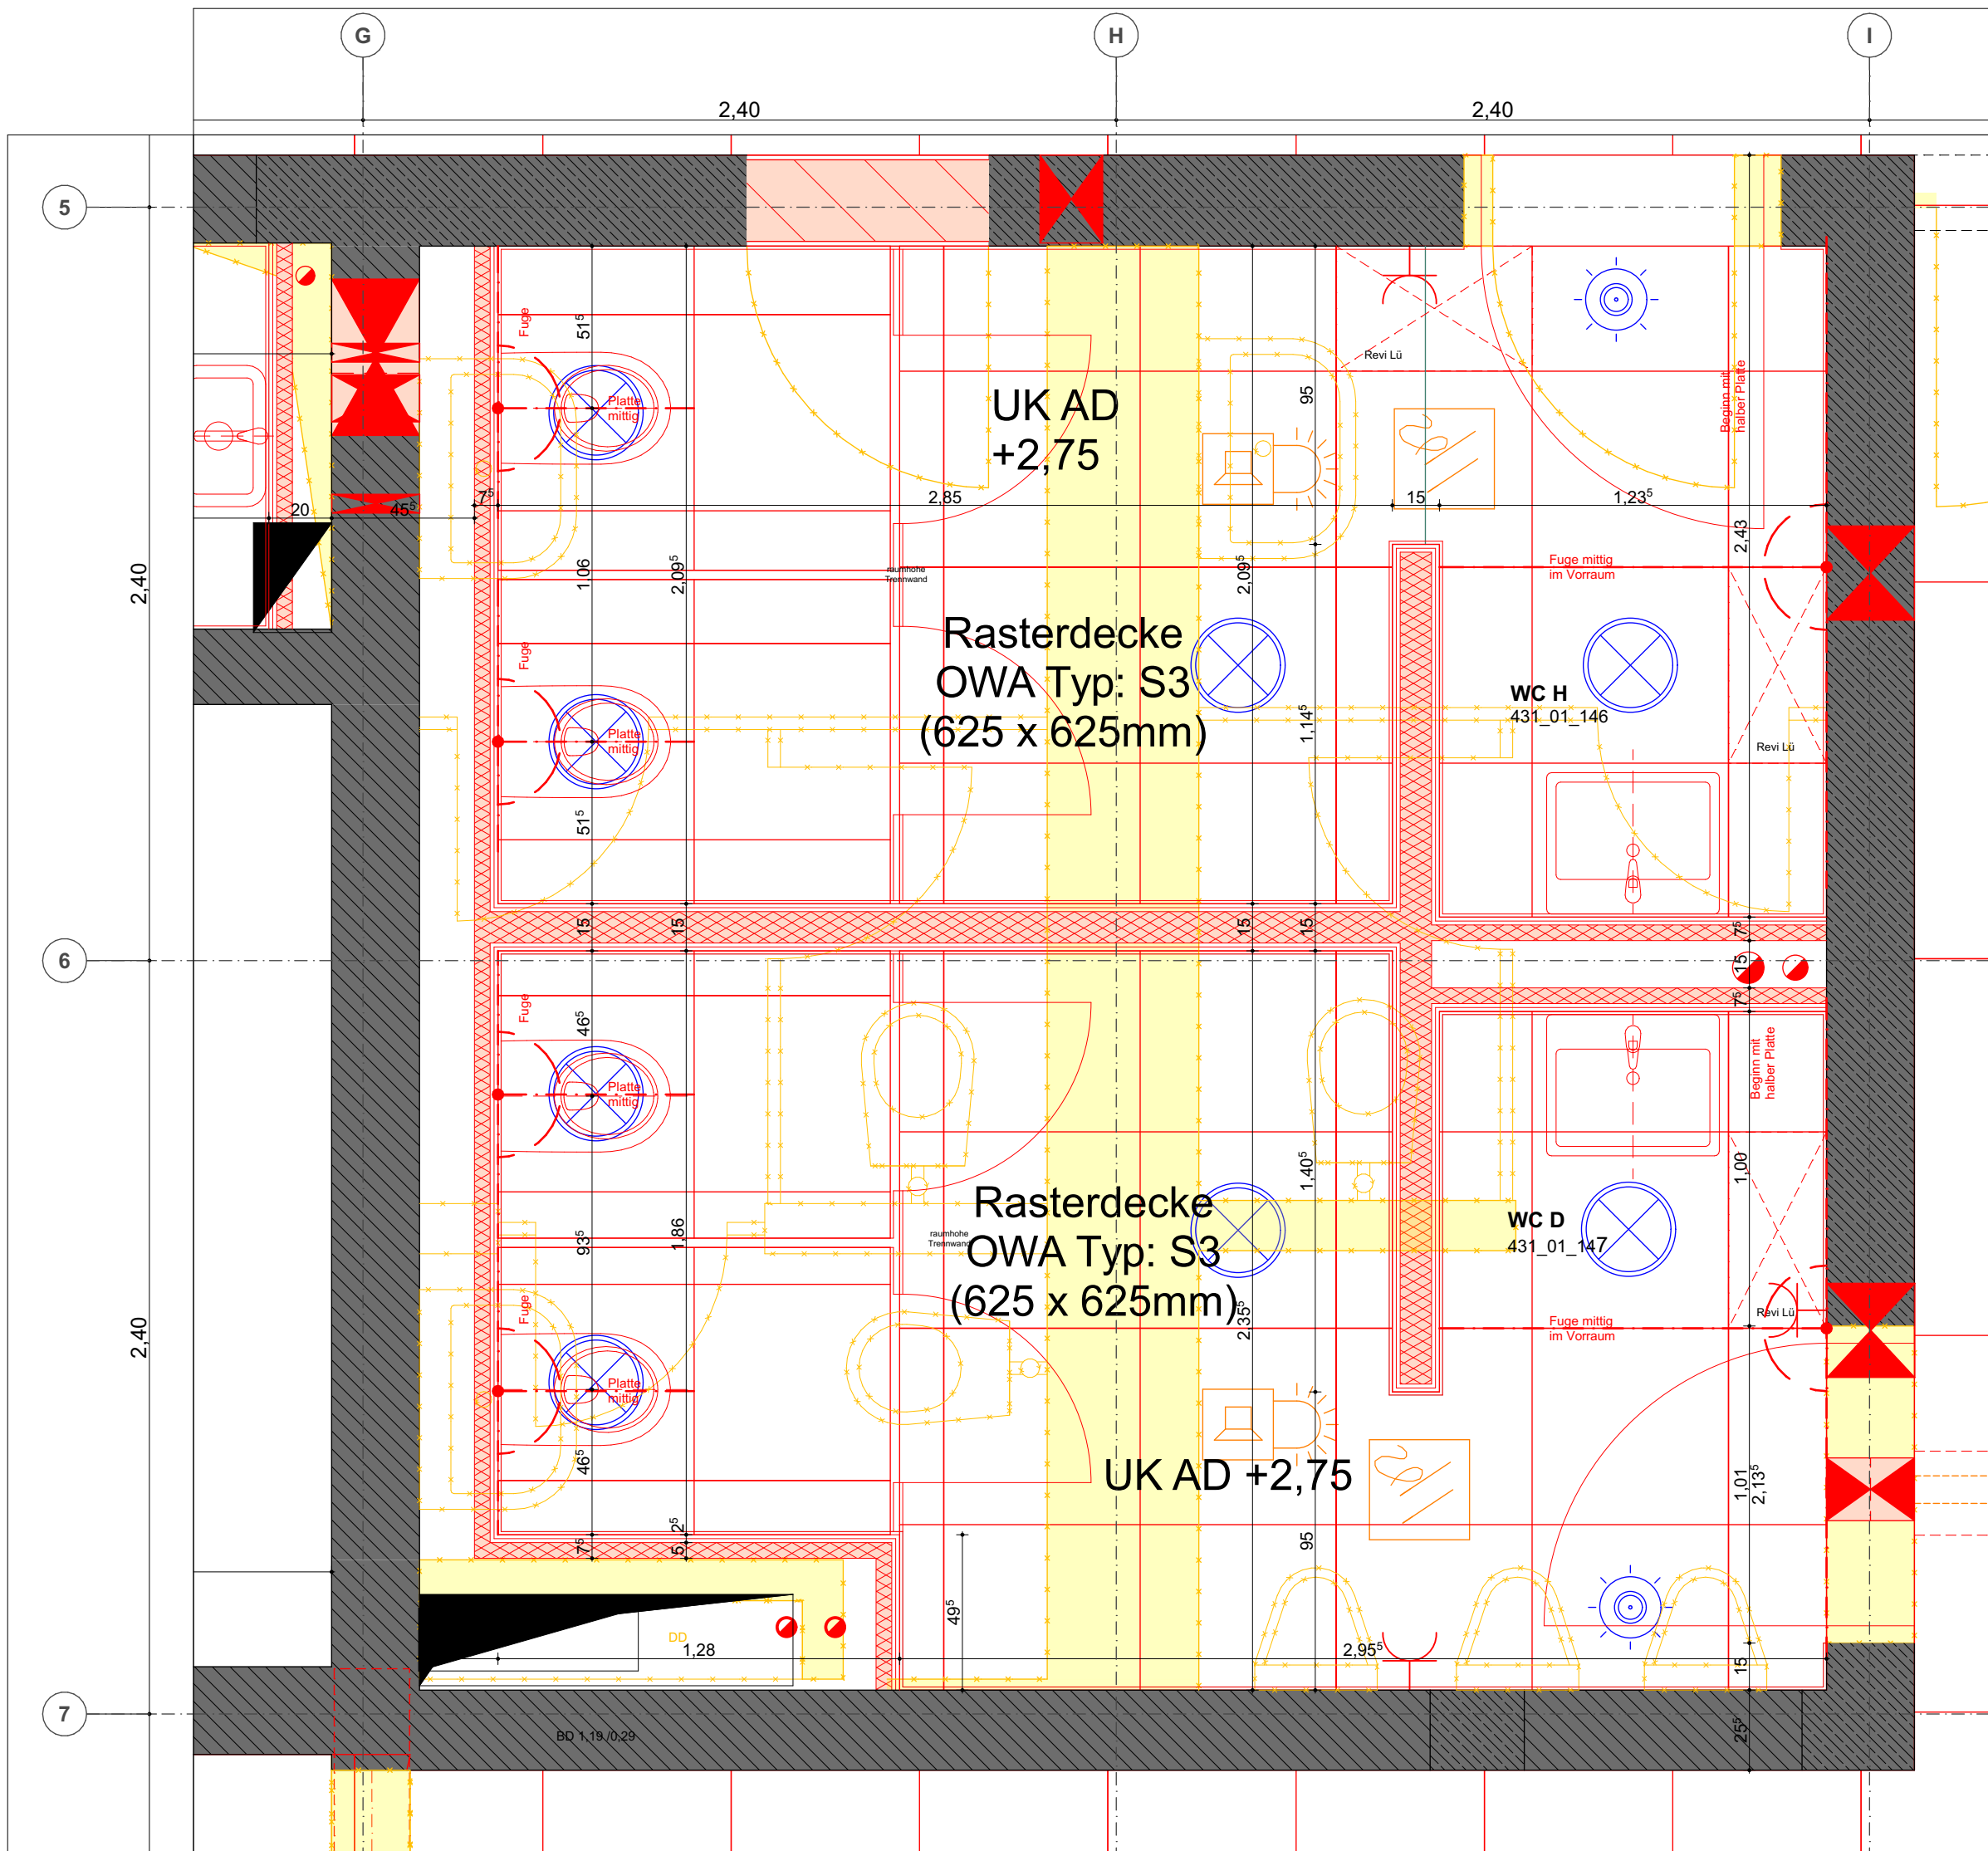 G
H
I
2,40
2,40
5
Fuge
51⁵
Platte
mittig
UK AD
+2,75
95
Revi Lü
Beginn mit
halber Platte
20
45⁵
7⁵
2,85
15
1,23⁵
2,43
2,40
1,06
2,09⁵
raumhohe
Trennwand
2,09⁵
Fuge mittig
im Vorraum
Fuge
Rasterdecke
OWA Typ: S3
(625 x 625mm)
WC H
431_01_146
1,14⁵
Platte
mittig
Revi Lü
51⁵
15
15
15
15
7⁵
6
15
7⁵
Fuge
46⁵
Platte
mittig
Beginn mit
halber Platte
1,40⁵
1,00
Rasterdecke
OWA Typ: S3
(625 x 625mm)
raumhohe
Trennwand
WC D
431_01_147
93⁵
1,86
2,35⁵
Fuge
Revi Lü
Fuge mittig
im Vorraum
2,40
Platte
mittig
46⁵
UK AD +2,75
1,01
2,13⁵
95
7⁵
5,2⁵
49⁵
DD
1,28
2,95⁵
15
7
BD 1,19 /0,29
25⁵